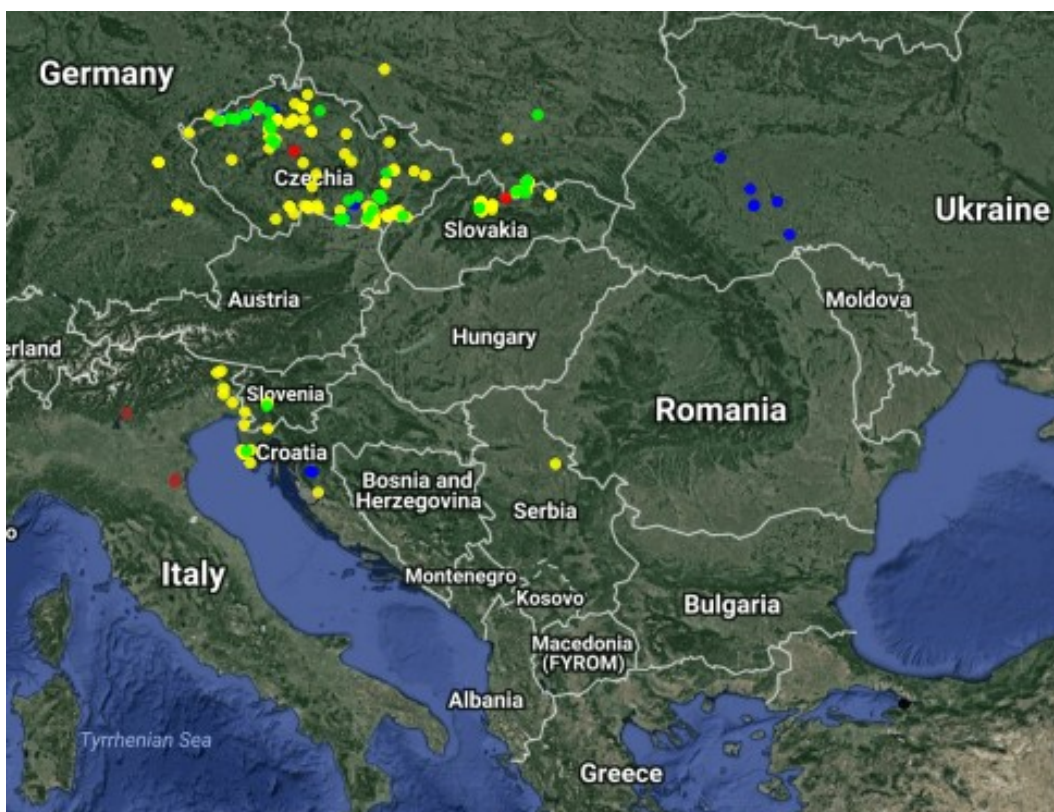 Germany
Czechia
Slovakia
Ukraine
Austria
Moldova
Hungary
erland
Slovenia
Romania
Croatia
Bosnia and
Herzegovina
Serbia
o
Italy
Montenegro
Kosovo
Bulgaria
Macedonia
(FYROM)
Albania
Tyrrhenian Sea
Greece